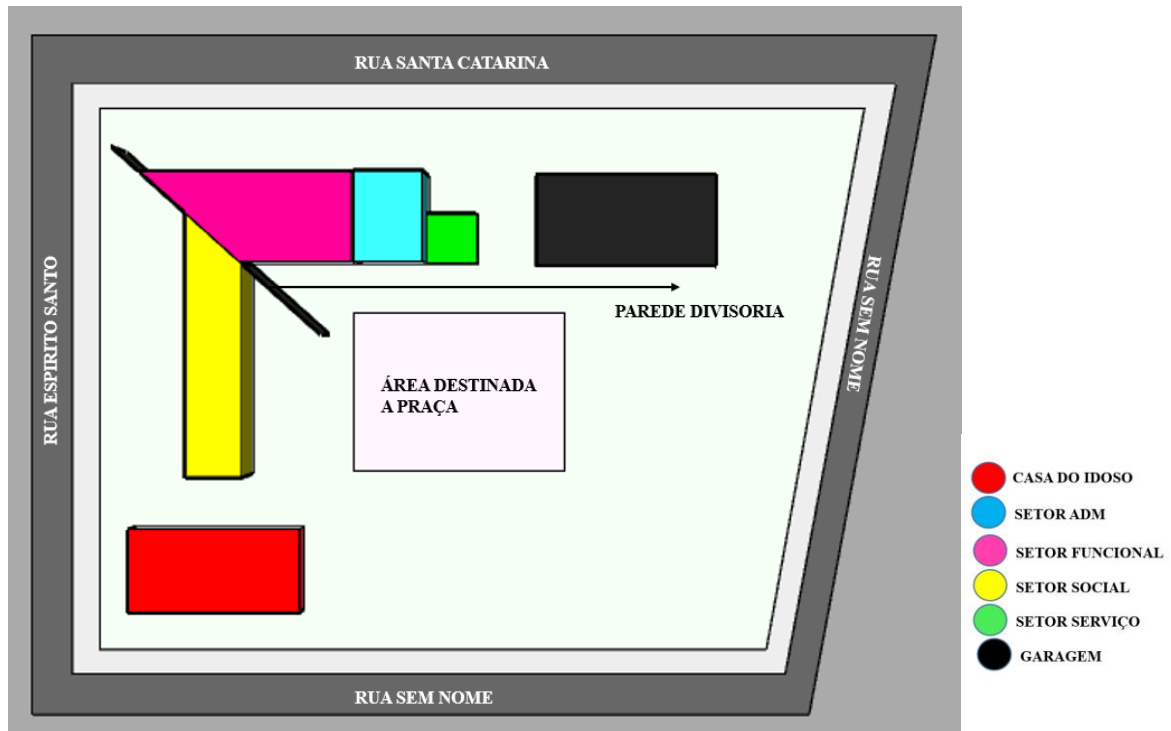 RUA SANTA CATARINA
RUA ESPIRITO SANTO
RUA SEM NOME
PAREDE DIVISORIA
ÁREA DESTINADA
A PRAÇA
RUA SEM NOME
CASA DO IDOSO
SETOR ADM
SETOR FUNCIONAL
SETOR SOCIAL
SETOR SERVIÇO
GARAGEM